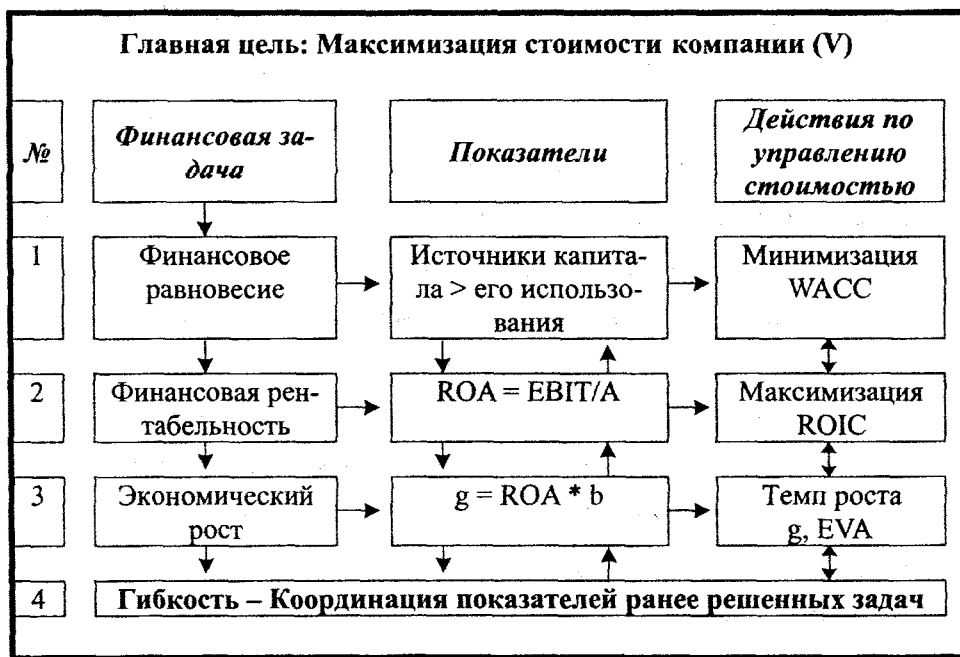 Главная цель: Максимизация стоимости компании (V)
№
Финансовая за-
дача
Показатели
Действия по
управлению
стоимостью
1
Финансовое
равновесие
Источники капита-
ла > его использо-
вания
Минимизация
WACC
2
Финансовая рен-
табельность
ROA = EBIT/A
Максимизация
ROIC
3
Экономический
рост
g = ROA * b
Темп роста
g, EVA
4
Гибкость – Координация показателей ранее решенных задач